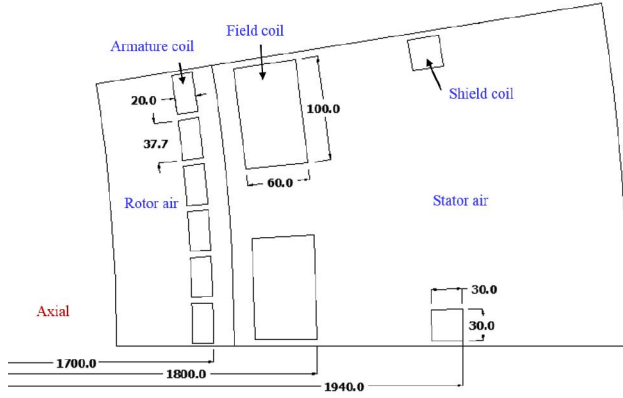 Field coil
Armature coil
Shield coil
20.0
100.0
37.7
60.0
Rotor air
Stator air
30.0
Axial
30.0
1700.0
1800.0
1940.0